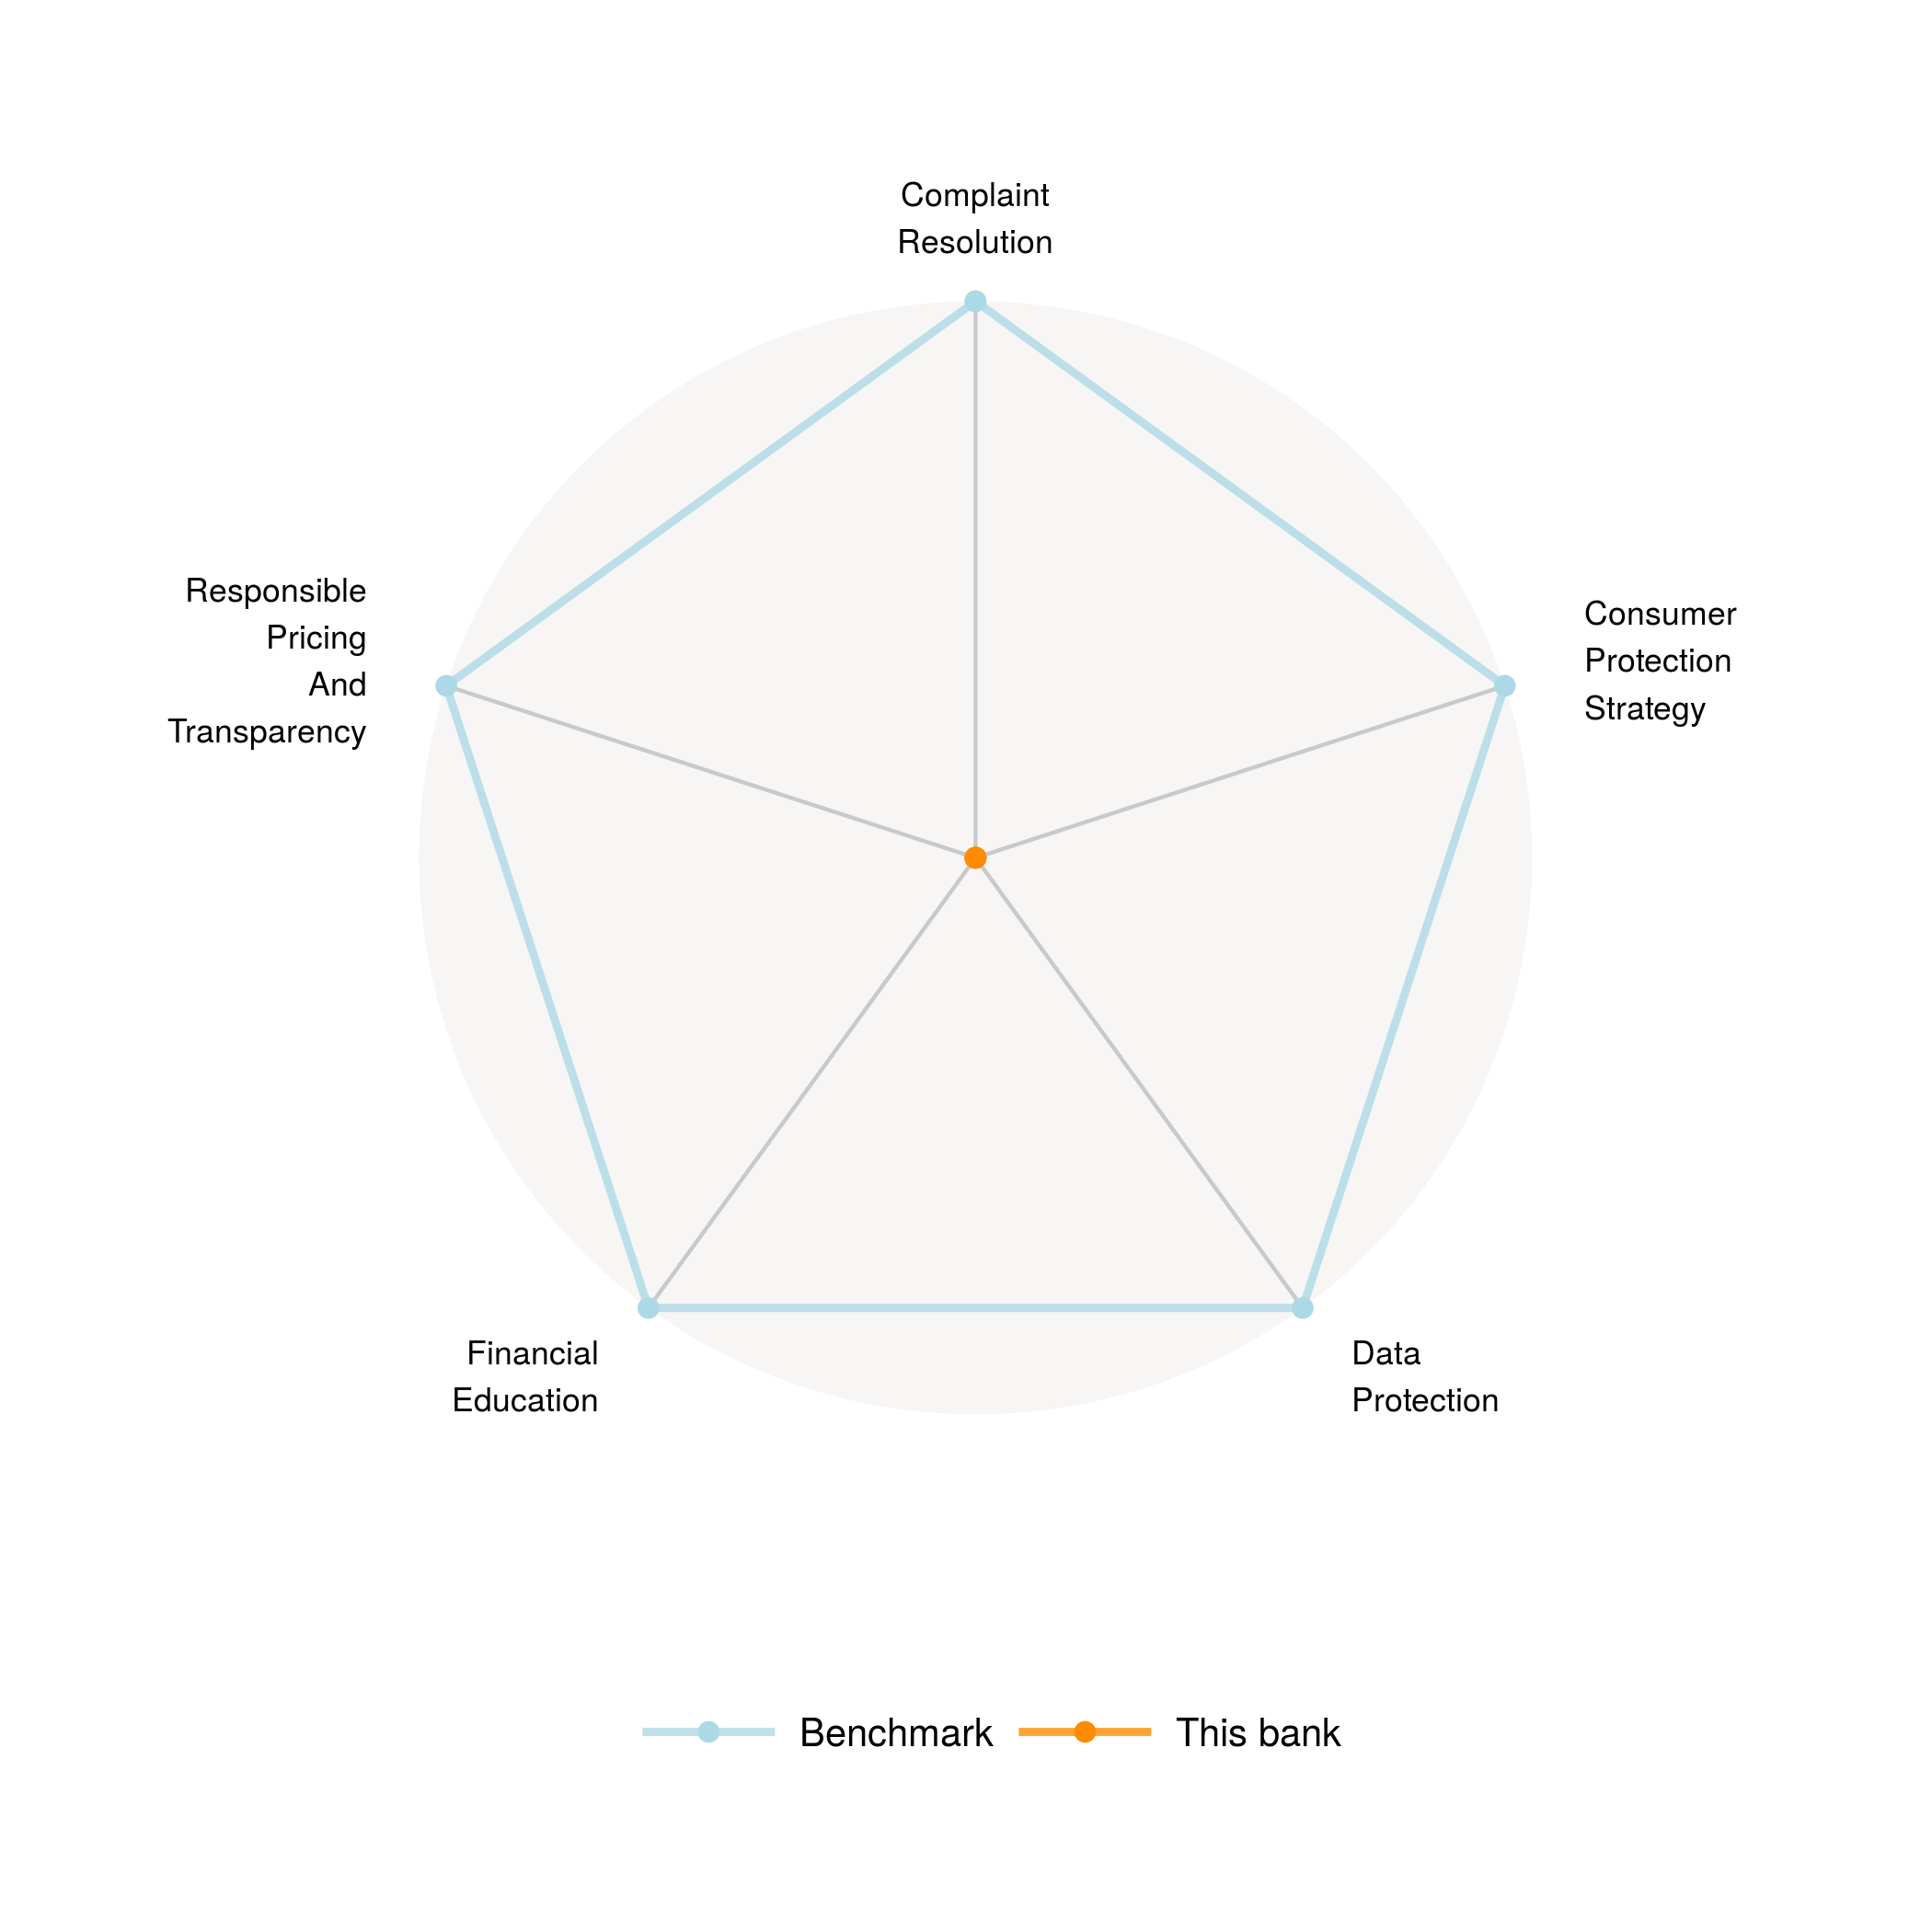 Complaint
Resolution
Consumer
Protection
Strategy
Responsible
Pricing
And
Transparency
Financial
Education
Data
Protection
Benchmark
This bank